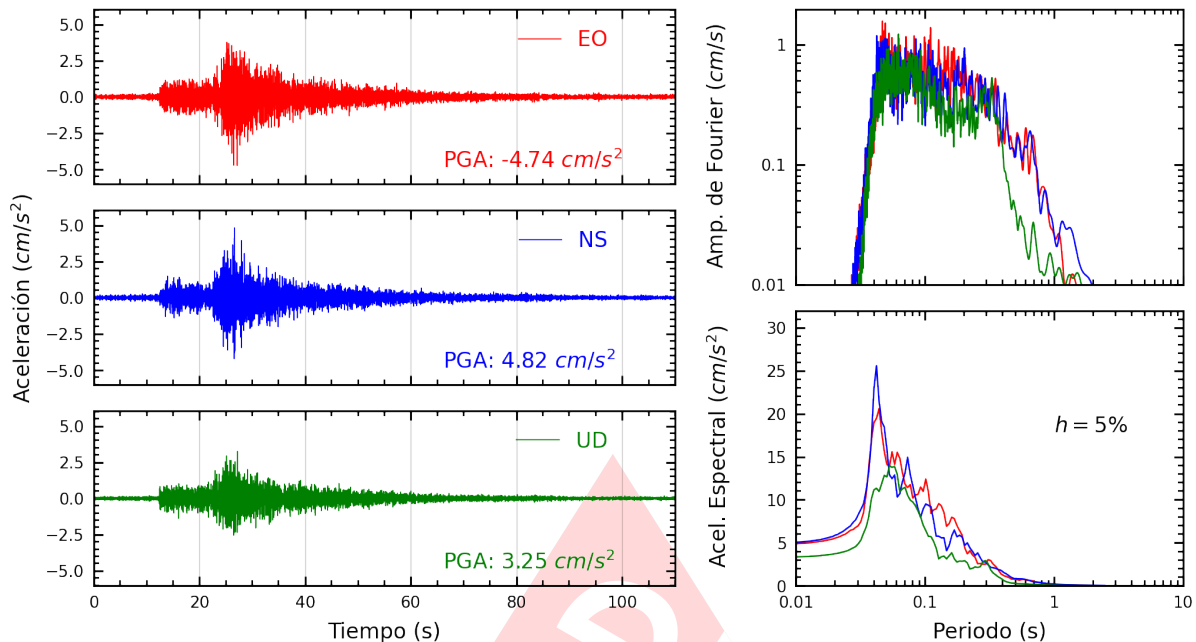 Aceleración (cm/s²)
5.0
2.5
0.0
−2.5
−5.0
EO
PGA: -4.74 cm/s²
5.0
2.5
0.0
−2.5
−5.0
NS
PGA: 4.82 cm/s²
5.0
2.5
0.0
−2.5
−5.0
UD
PGA: 3.25 cm/s²
0 20 40 60 80 100
Tiempo (s)
Amp. de Fourier (cm/s)
1
0.1
0.01
Acel. Espectral (cm/s²)
30
25
20
15
10
5
0
h = 5%
0.01 0.1 1 10
Periodo (s)